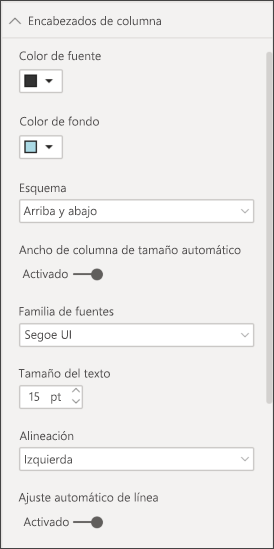 Encabezados de columna
Color de fuente
Color de fondo
Esquema
Arriba y abajo
Ancho de columna de tamaño automático
Activado
Familia de fuentes
Segoe UI
Tamaño del texto
15 pt
Alineación
Izquierda
Ajuste automático de línea
Activado